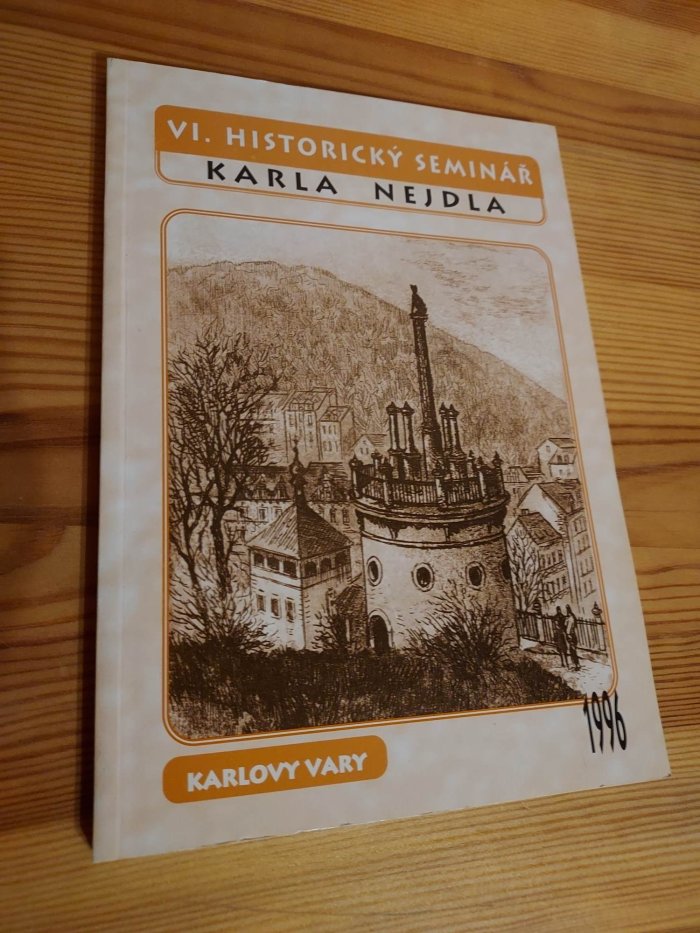 VI. HISTORICKÝ SEMINÁŘ
KARLA NEJDLA
1996
KARLOVY VARY